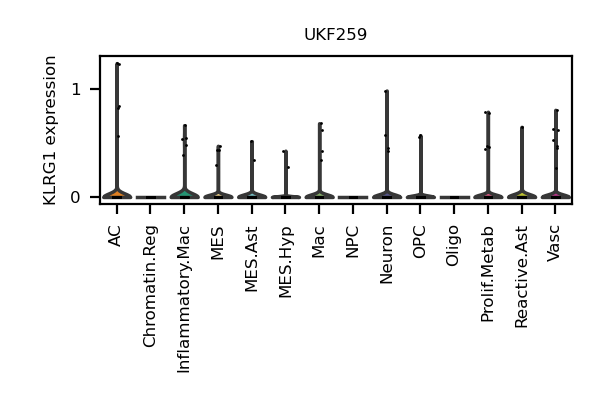 UKF259
KLRG1 expression
1
0
AC
Chromatin.Reg
Inflammatory.Mac
MES
MES.Ast
MES.Hyp
Mac
NPC
Neuron
OPC
Oligo
Prolif.Metab
Reactive.Ast
Vasc